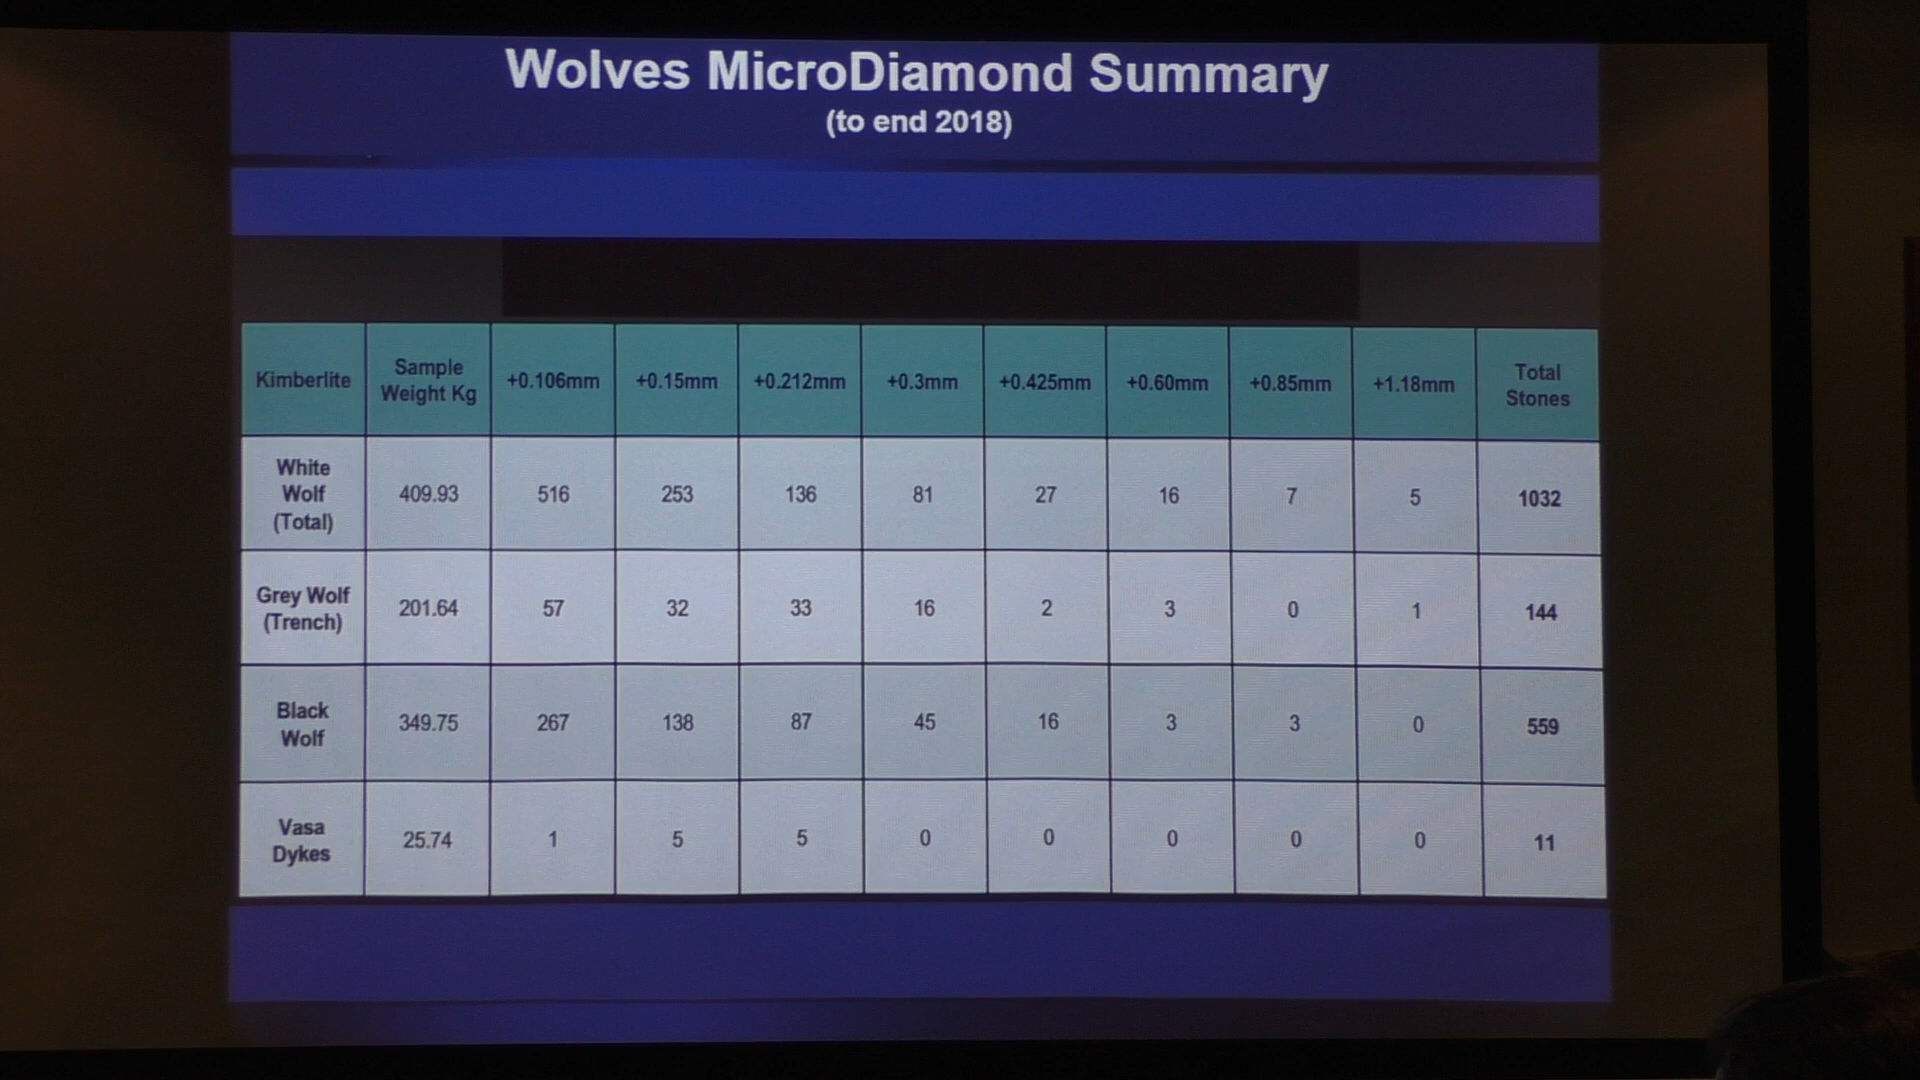 Wolves MicroDiamond Summary
(to end 2018)
Kimberlite Sample Weight Kg +0.106mm +0.15mm +0.212mm +0.3mm +0.425mm +0.60mm +0.85mm +1.18mm Total Stones
White Wolf (Total) 409.93 516 253 136 81 27 16 7 5 1032
Grey Wolf (Trench) 201.64 57 32 33 16 2 3 0 1 144
Black Wolf 349.75 267 138 87 45 16 3 3 0 559
Vasa Dykes 25.74 1 5 5 0 0 0 0 0 11